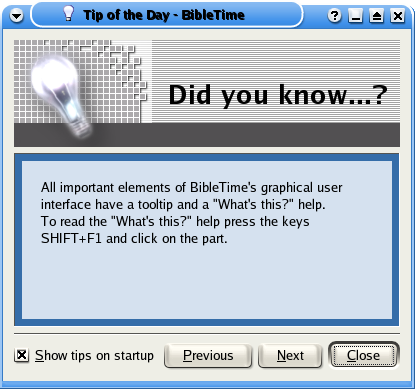 Tip of the Day - BibleTime
Did you know...?
All important elements of BibleTime's graphical user
interface have a tooltip and a "What's this?" help.
To read the "What's this?" help press the keys
SHIFT+F1 and click on the part.
Show tips on startup Previous Next Close